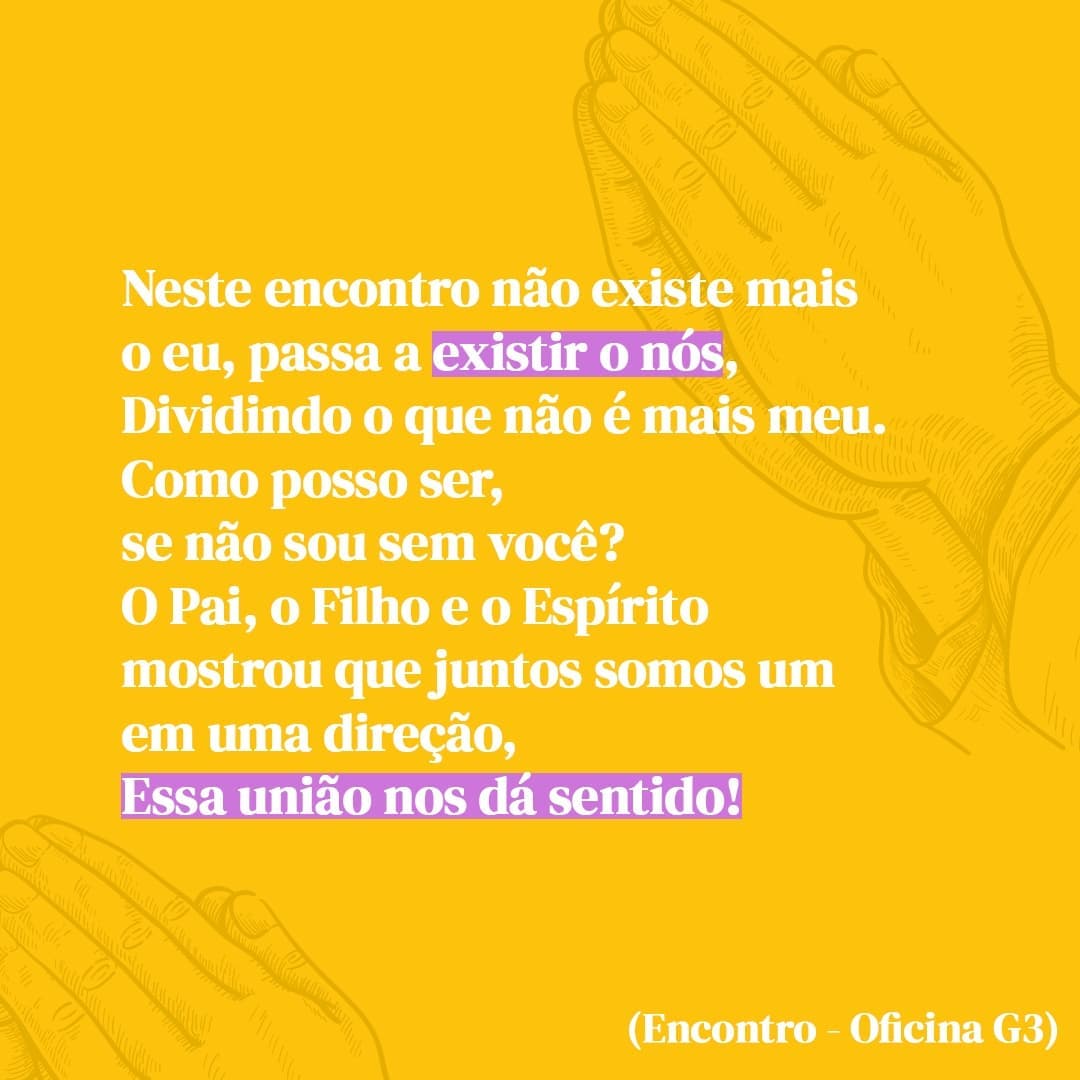 Neste encontro não existe mais
o eu, passa a existir o nós,
Dividindo o que não é mais meu.
Como posso ser,
se não sou sem você?
O Pai, o Filho e o Espírito
mostrou que juntos somos um
em uma direção,
Essa união nos dá sentido!
(Encontro - Oficina G3)